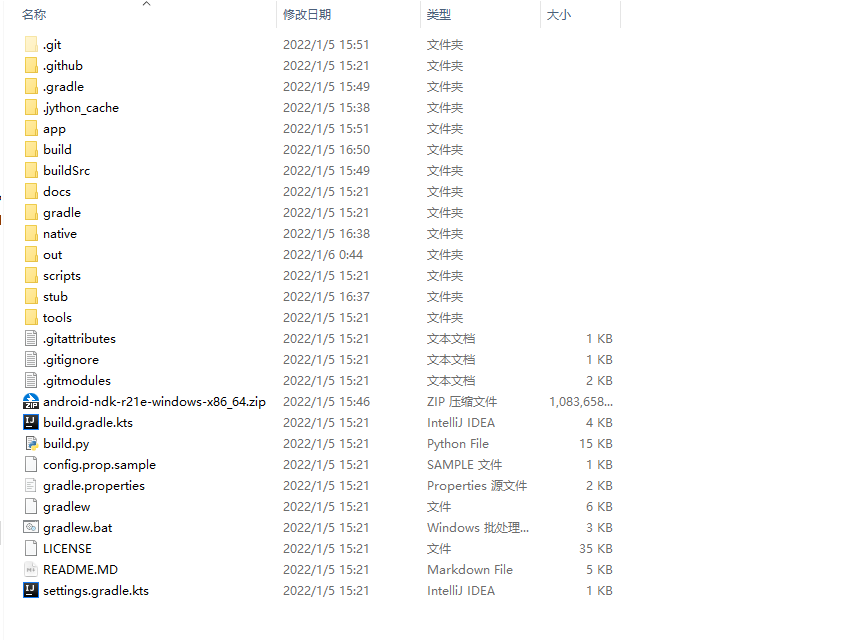 名称 修改日期 类型 大小
.git 2022/1/5 15:51 文件夹
.github 2022/1/5 15:21 文件夹
.gradle 2022/1/5 15:49 文件夹
.jython_cache 2022/1/5 15:38 文件夹
app 2022/1/5 15:51 文件夹
build 2022/1/5 16:50 文件夹
buildSrc 2022/1/5 15:49 文件夹
docs 2022/1/5 15:21 文件夹
gradle 2022/1/5 15:21 文件夹
native 2022/1/5 16:38 文件夹
out 2022/1/6 0:44 文件夹
scripts 2022/1/5 15:21 文件夹
stub 2022/1/5 16:37 文件夹
tools 2022/1/5 15:21 文件夹
.gitattributes 2022/1/5 15:21 文本文档 1 KB
.gitignore 2022/1/5 15:21 文本文档 1 KB
.gitmodules 2022/1/5 15:21 文本文档 2 KB
android-ndk-r21e-windows-x86_64.zip 2022/1/5 15:46 ZIP 压缩文件 1,083,658...
build.gradle.kts 2022/1/5 15:21 IntelliJ IDEA 4 KB
build.py 2022/1/5 15:21 Python File 15 KB
config.prop.sample 2022/1/5 15:21 SAMPLE 文件 1 KB
gradle.properties 2022/1/5 15:21 Properties 源文件 2 KB
gradlew 2022/1/5 15:21 文件 6 KB
gradlew.bat 2022/1/5 15:21 Windows 批处理... 3 KB
LICENSE 2022/1/5 15:21 文件 35 KB
README.MD 2022/1/5 15:21 Markdown File 5 KB
settings.gradle.kts 2022/1/5 15:21 IntelliJ IDEA 1 KB